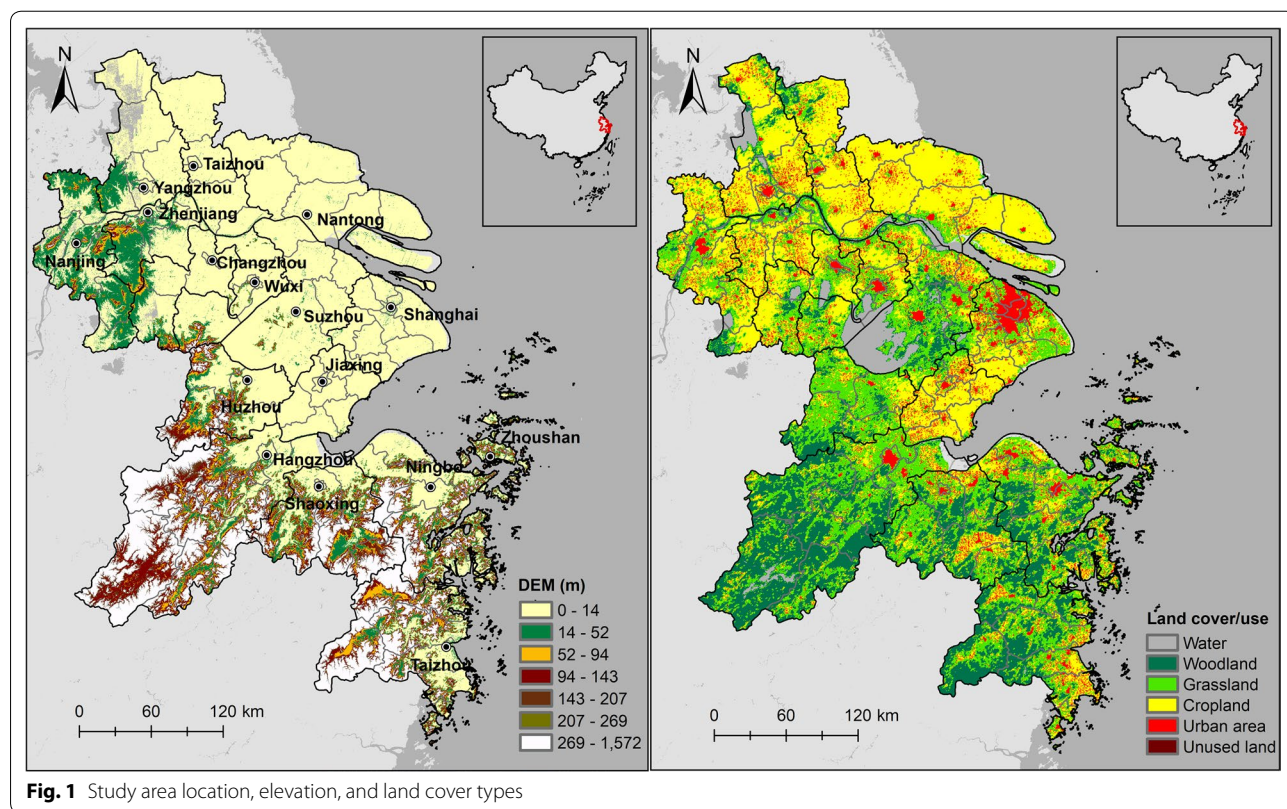 N
Taizhou
Yangzhou
Zhenjiang
Nantong
Nanjing
Changzhou
Wuxi
Suzhou
Shanghai
Jiaxing
Huzhou
Zhoushan
Hangzhou
Ningbo
Shaoxing
Taizhou
DEM (m)
0 - 14
14 - 52
52 - 94
94 - 143
143 - 207
207 - 269
269 - 1,572
0 60 120 km
N
Land cover/use
Water
Woodland
Grassland
Cropland
Urban area
Unused land
0 60 120 km
Fig. 1 Study area location, elevation, and land cover types